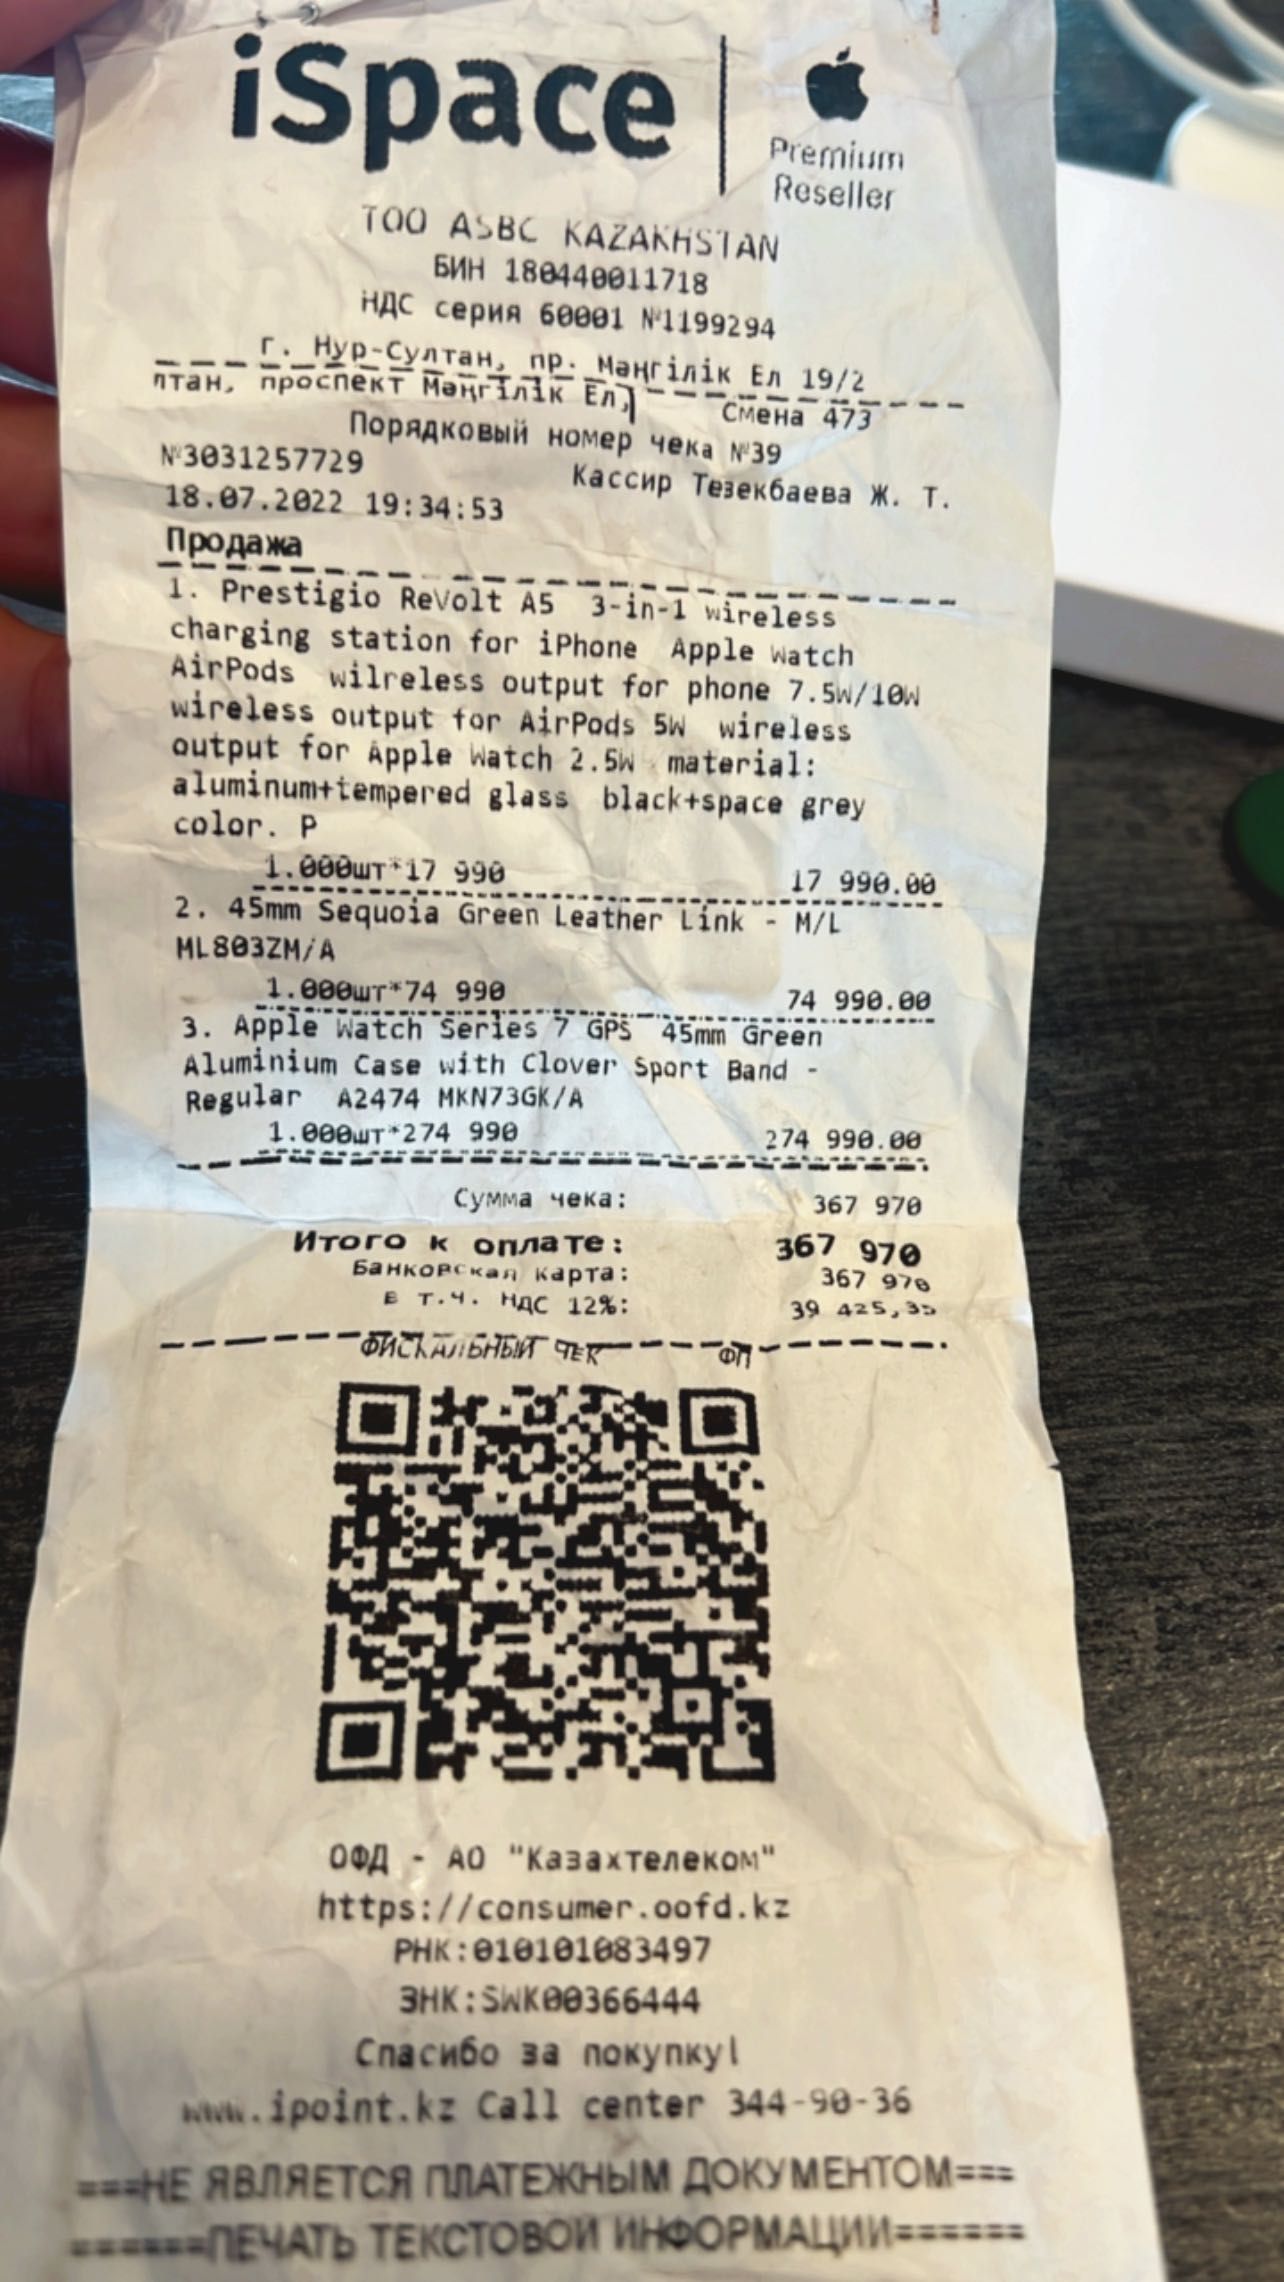 iSpace
Premium
Reseller
ТОО ASBC KAZAKHSTAN
БИН 180440011718
НДС серия 60001 №1199294
г. Нур-Султан, пр. Мәңгілік Ел 19/2
лтан, проспект Мәңгілік Ел,
Смена 473
Порядковый номер чека №39
№3031257729
Кассир Тезекбаева Ж. Т.
18.07.2022 19:34:53
Продажа
1. Prestigio ReVolt A5 3-in-1 wireless
charging station for iPhone Apple Watch
AirPods wilreless output for phone 7.5W/10W
wireless output for AirPods 5W wireless
output for Apple Watch 2.5W material:
aluminum+tempered glass black+space grey
color. P
1.000шт*17 990 17 990.00
2. 45mm Sequoia Green Leather Link - M/L
ML803ZM/A
1.000шт*74 990 74 990.00
3. Apple Watch Series 7 GPS 45mm Green
Aluminium Case with Clover Sport Band -
Regular A2474 MKN73GK/A
1.000шт*274 990 274 990.00
Сумма чека: 367 970
Итого к оплате: 367 970
Банковская карта: 367 970
в т.ч. НДС 12%: 39 425,35
ФИСКАЛЬНЫЙ ЧЕК ФП
ОФД - АО "Казахтелеком"
https://consumer.oofd.kz
РНК:010101083497
ЗНК:SWK00366444
Спасибо за покупку!
www.ipoint.kz Call center 344-90-36
===НЕ ЯВЛЯЕТСЯ ПЛАТЕЖНЫМ ДОКУМЕНТОМ===
======ПЕЧАТЬ ТЕКСТОВОЙ ИНФОРМАЦИИ======